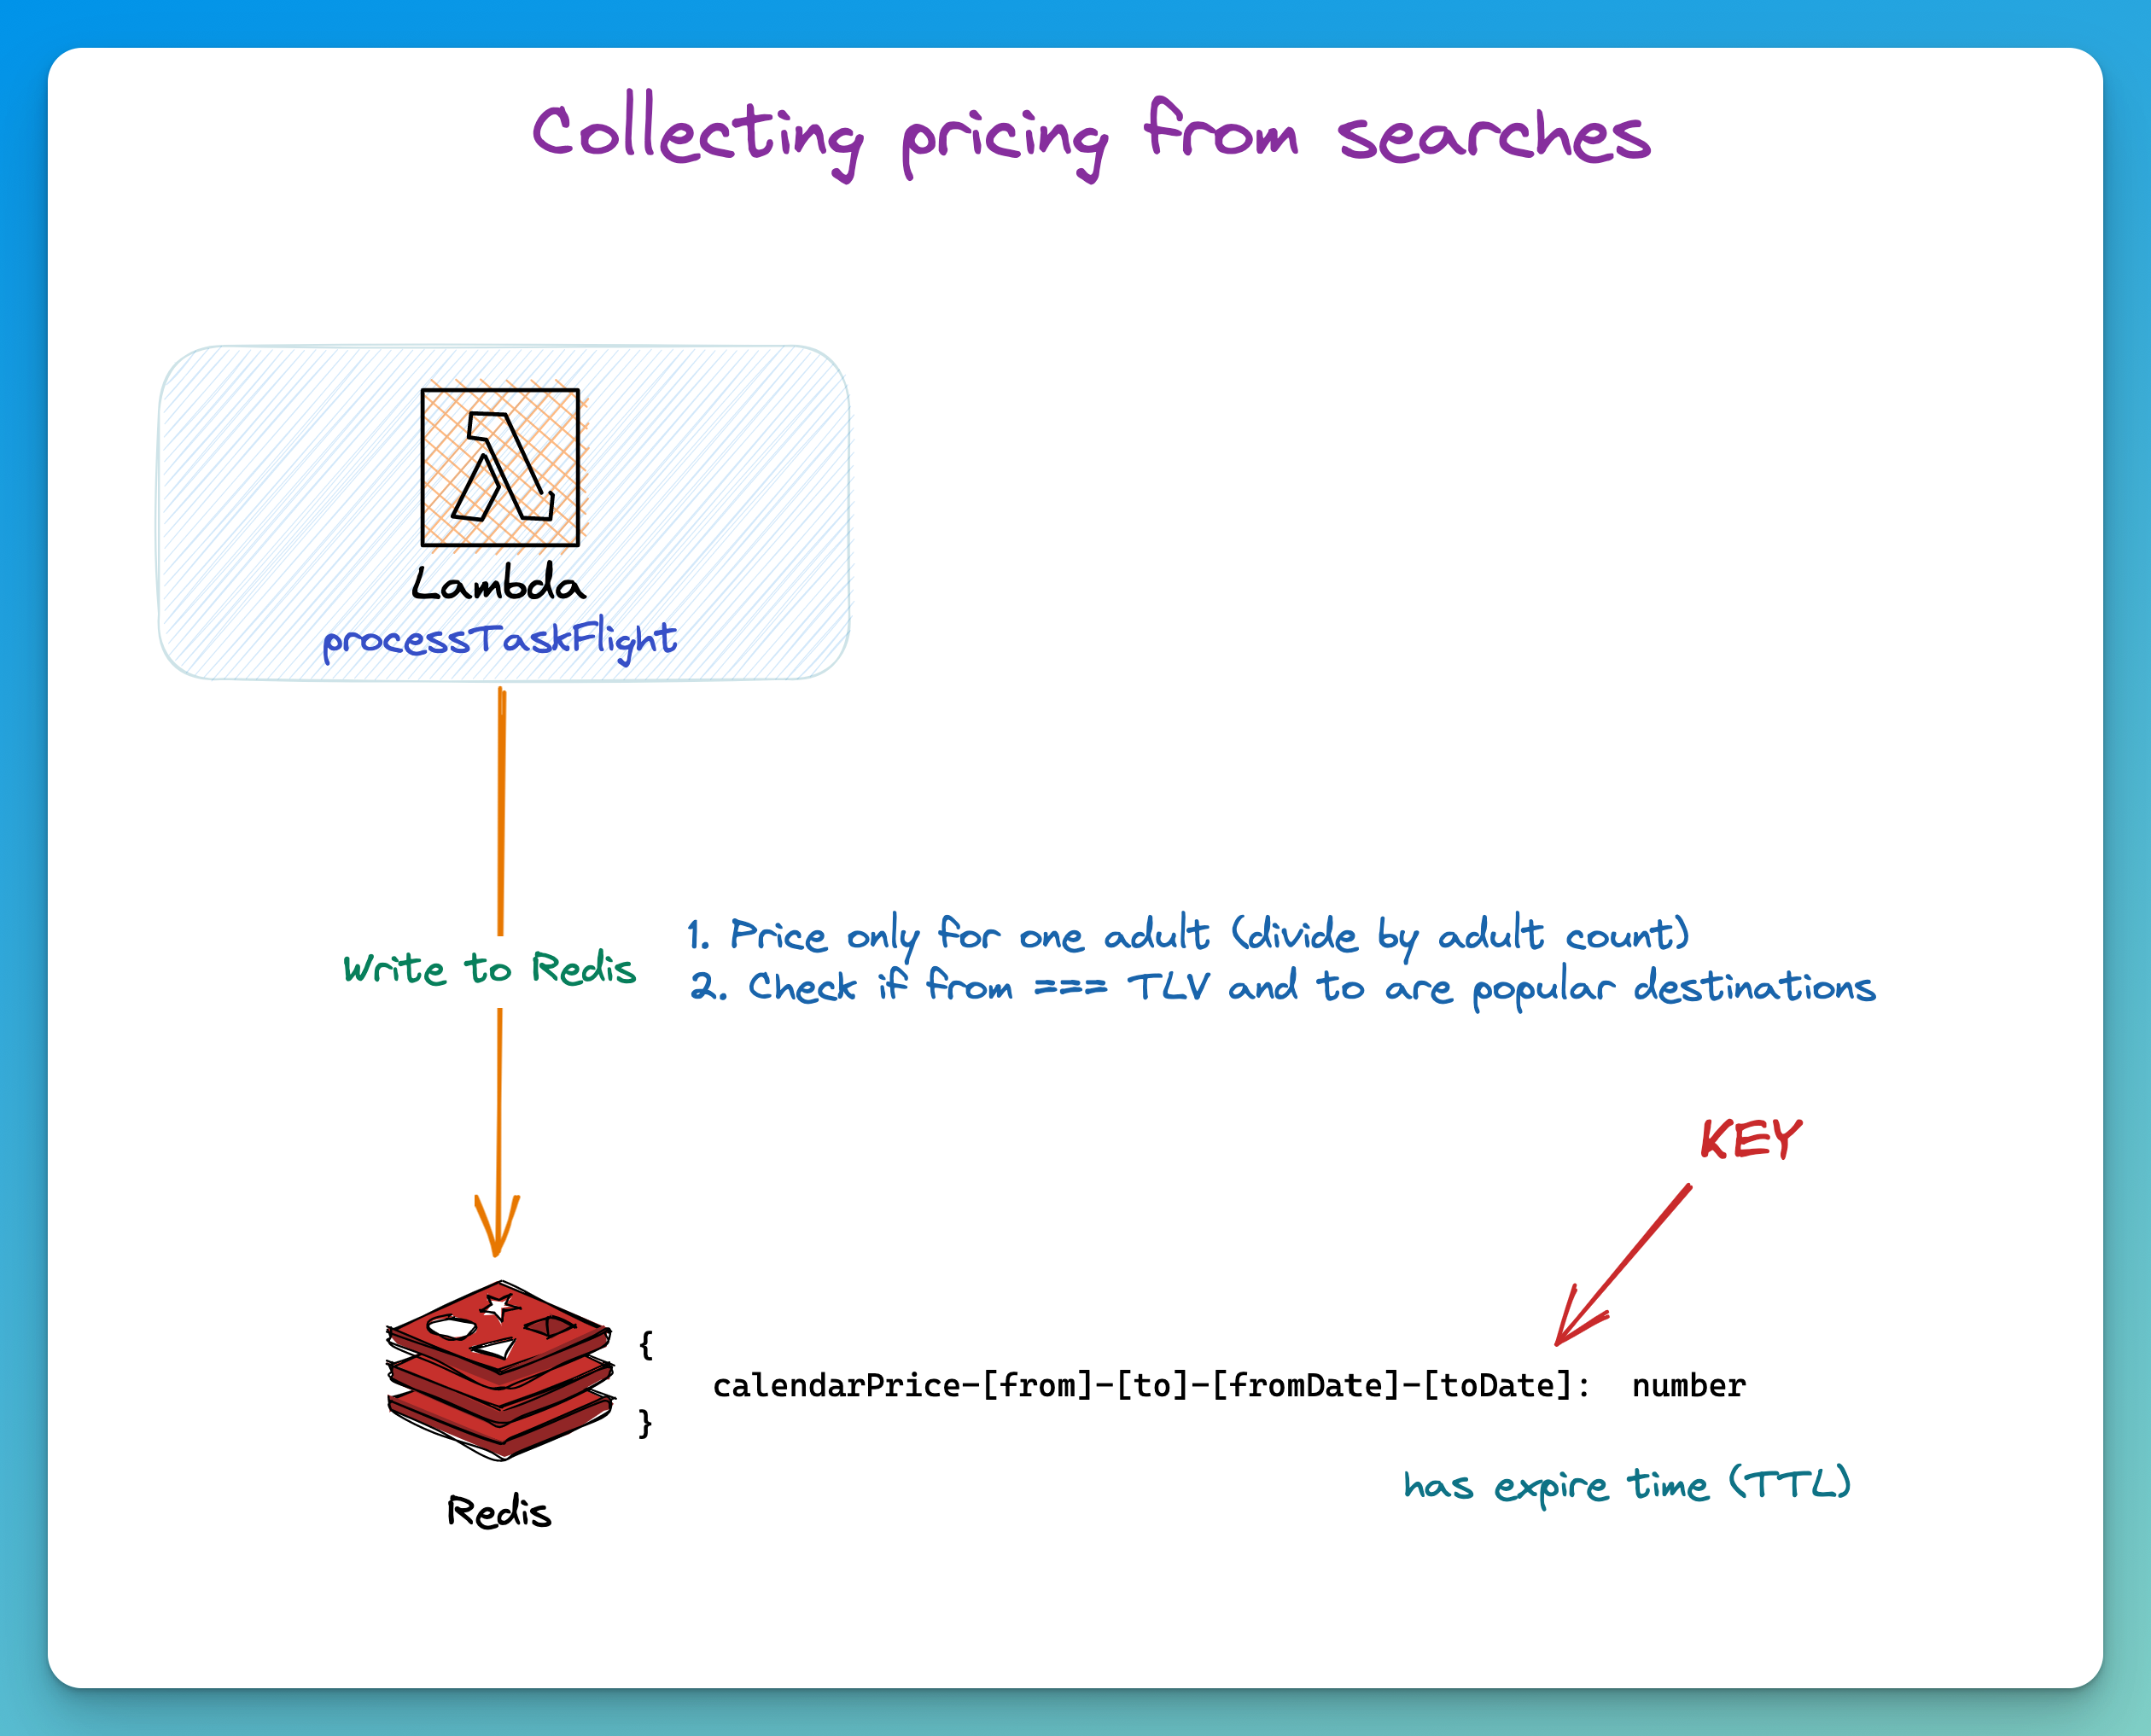 Collecting pricing from searches
Lambda
processTaskFlight
Write to Redis
1. Price only for one adult (divide by adult count)
2. Check if from === TLV and to are popular destinations
KEY
{
calendarPrice-[from]-[to]-[fromDate]-[toDate]: number
}
has expire time (TTL)
Redis